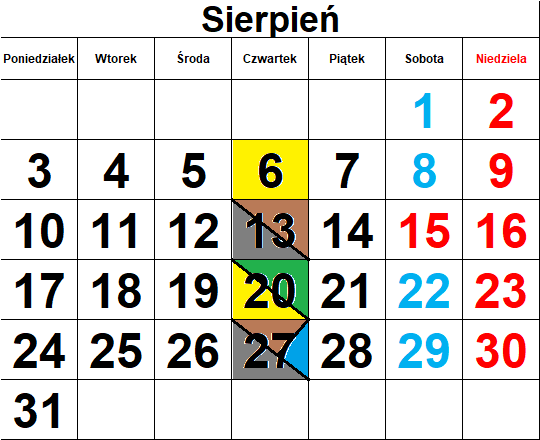 Sierpień
Poniedziałek Wtorek Środa Czwartek Piątek Sobota Niedziela
1 2
3 4 5 6 7 8 9
10 11 12 13 14 15 16
17 18 19 20 21 22 23
24 25 26 27 28 29 30
31